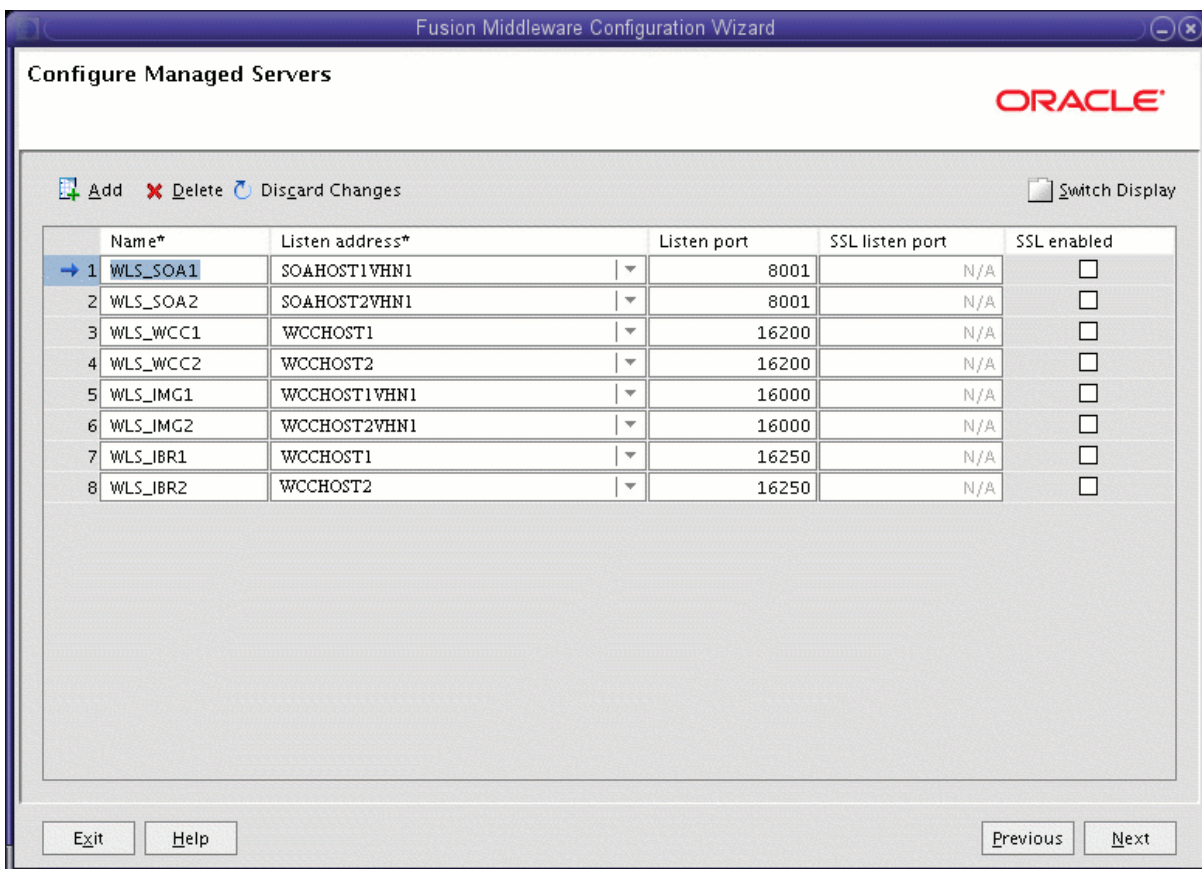 Fusion Middleware Configuration Wizard
Configure Managed Servers
ORACLE
Add Delete Discard Changes Switch Display
Name* Listen address* Listen port SSL listen port SSL enabled
1 WLS_SOA1 SOAHOST1VHN1 8001 N/A
2 WLS_SOA2 SOAHOST2VHN1 8001 N/A
3 WLS_WCC1 WCCHOST1 16200 N/A
4 WLS_WCC2 WCCHOST2 16200 N/A
5 WLS_IMG1 WCCHOST1VHN1 16000 N/A
6 WLS_IMG2 WCCHOST2VHN1 16000 N/A
7 WLS_IBR1 WCCHOST1 16250 N/A
8 WLS_IBR2 WCCHOST2 16250 N/A
Exit Help Previous Next